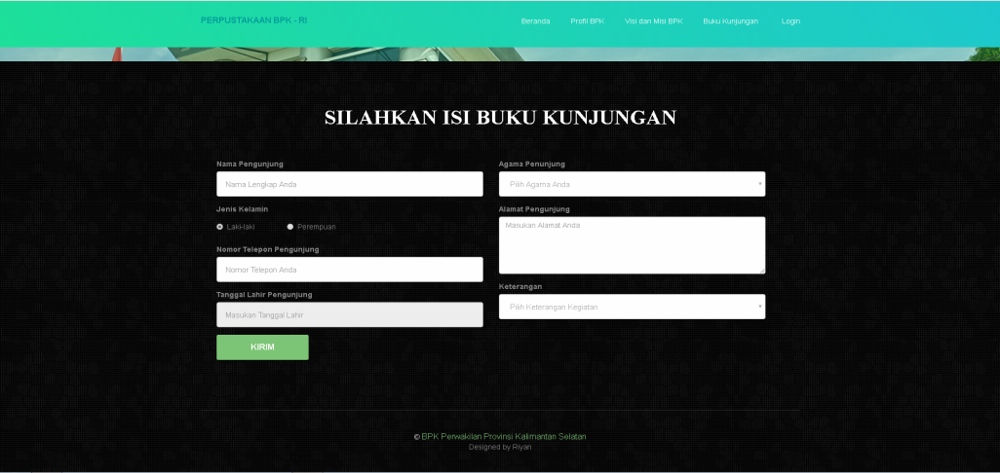 PERPUSTAKAAN BPK - RI
Beranda Profil BPK Visi dan Misi BPK Buku Kunjungan Login
SILAHKAN ISI BUKU KUNJUNGAN
Nama Pengunjung
Nama Lengkap Anda
Jenis Kelamin
Laki-laki Perempuan
Nomor Telepon Pengunjung
Nomor Telepon Anda
Tanggal Lahir Pengunjung
Masukan Tanggal Lahir
KIRIM
Agama Penunjung
Pilih Agama Anda
Alamat Pengunjung
Masukan Alamat Anda
Keterangan
Pilih Keterangan Kegiatan
© BPK Perwakilan Provinsi Kalimantan Selatan
Designed by Riyan